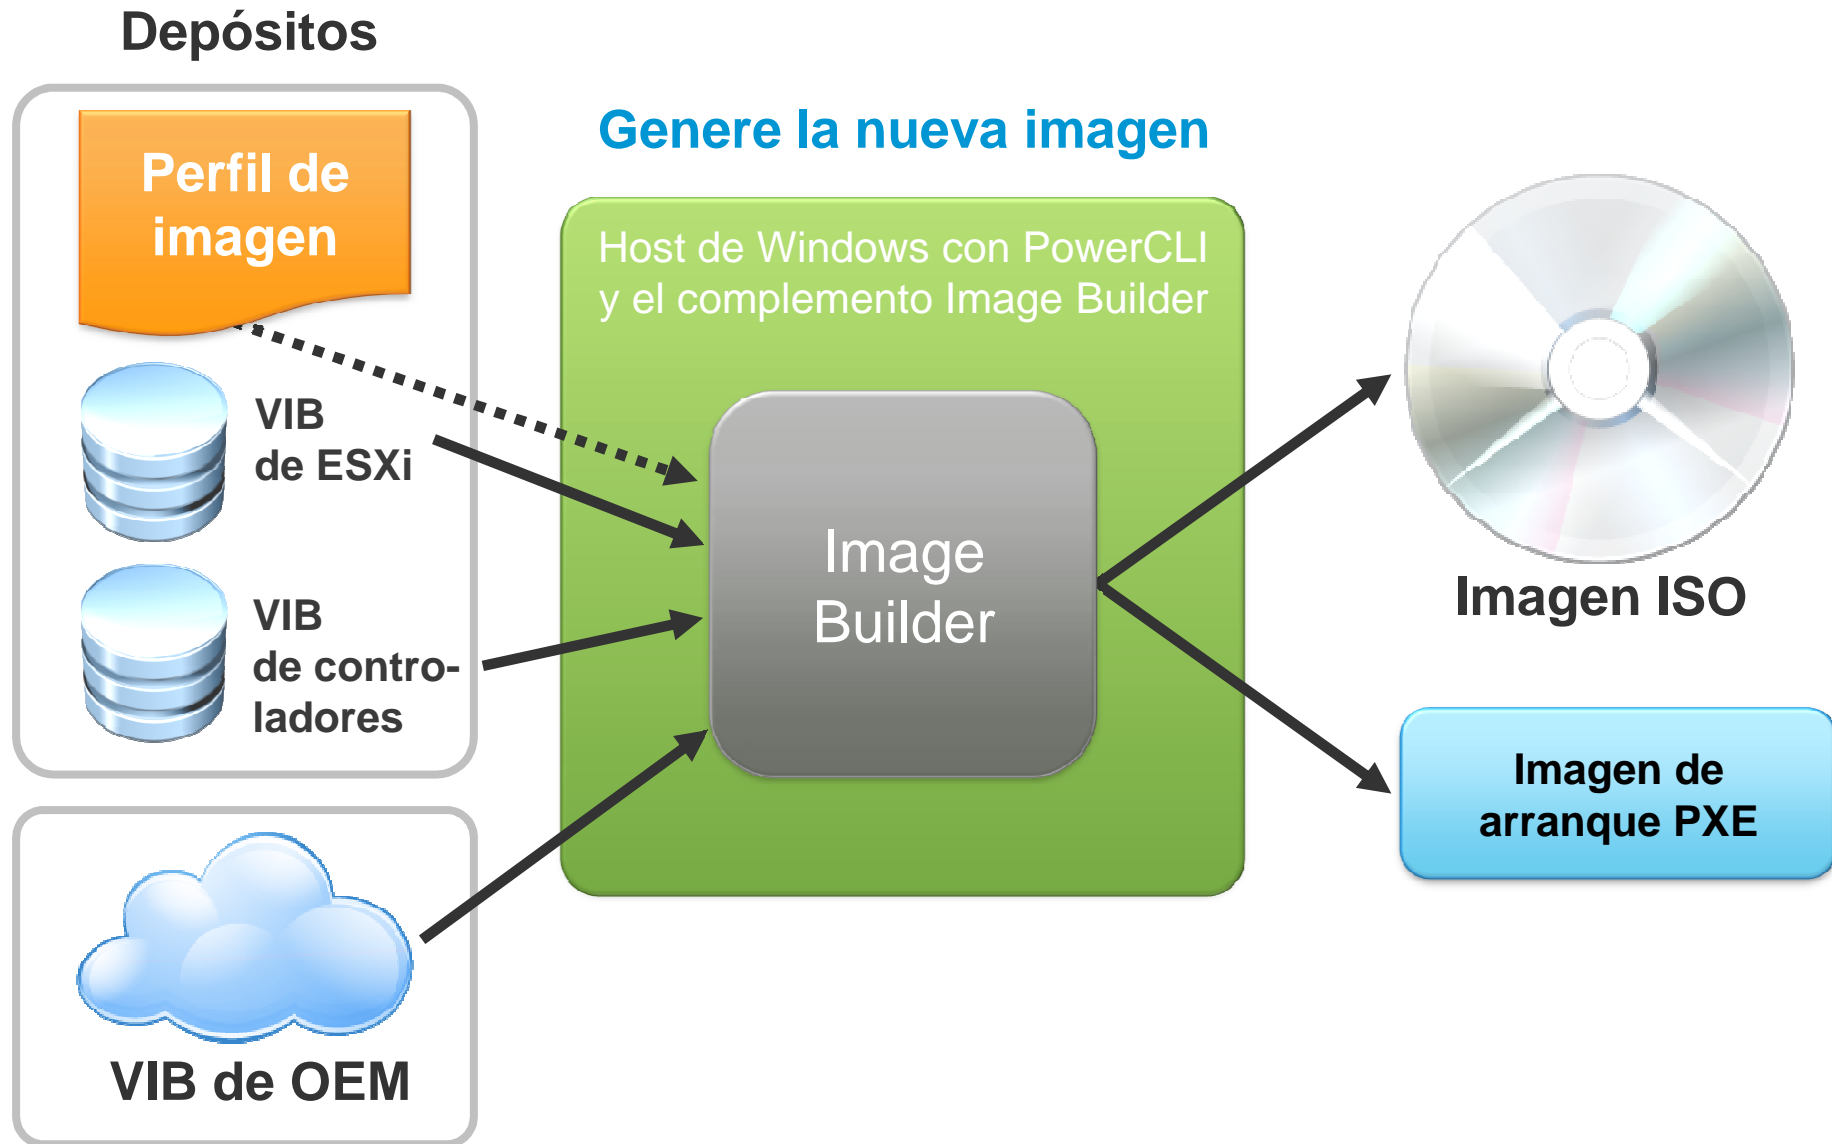 Depósitos
Perfil de
imagen
VIB
de ESXi
VIB
de contro-
ladores
VIB de OEM
Genere la nueva imagen
Host de Windows con PowerCLI
y el complemento Image Builder
Image
Builder
Imagen ISO
Imagen de
arranque PXE